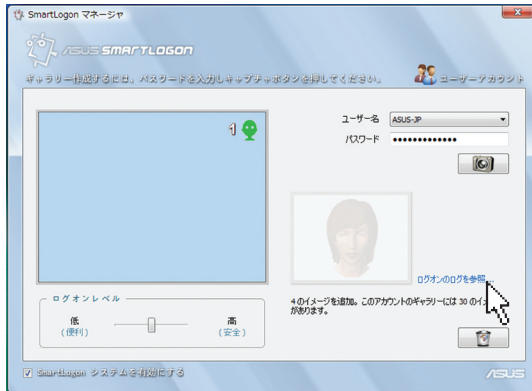 SmartLogon マネージャ
ASUS SMARTLOGON
ギャラリー作成するには、パスワードを入力しキャプチャボタンを押してください。
ユーザーアカウント
1
ユーザー名 ASUS-JP
パスワード
ログオンのログを参照...
4のイメージを追加。このアカウントのギャラリーには 30 のイ
があります。
ログオンレベル
低 高
(便利) (安全)
SmartLogon システムを有効にする
ASUS